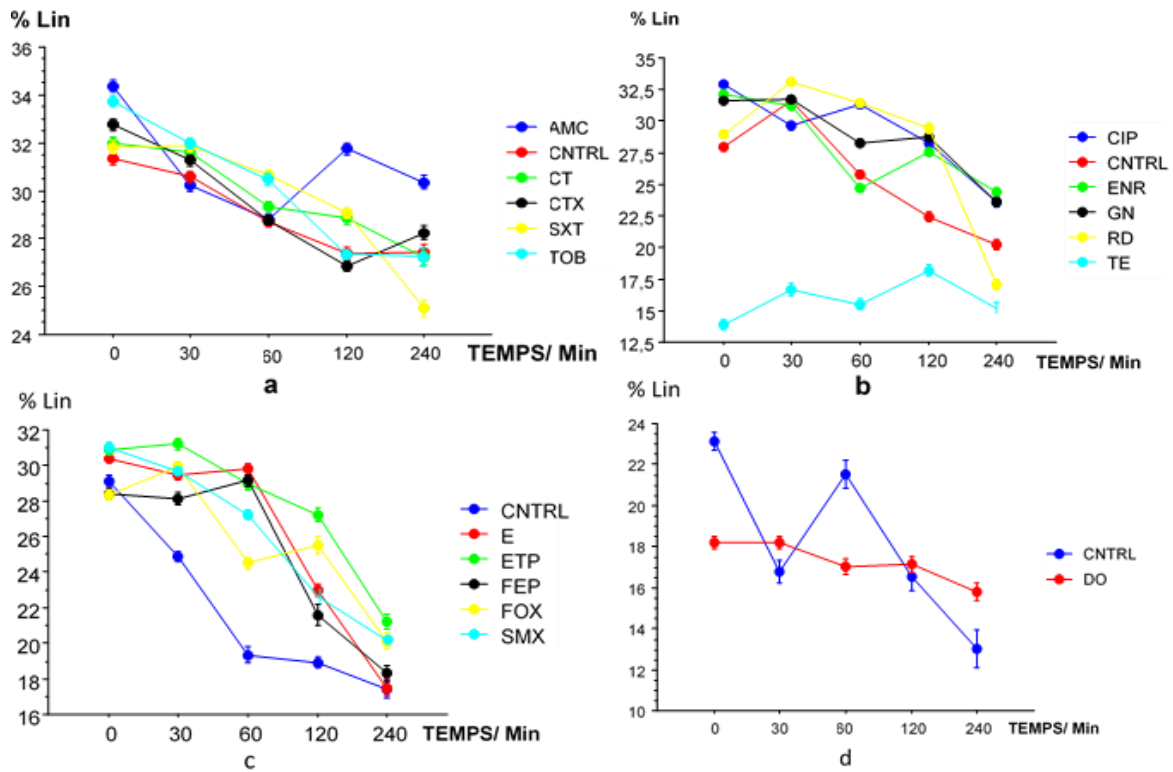 % Lin
36
34
32
30
28
26
24
0 30 60 120 240 TEMPS/ Min
AMC
CNTRL
CT
CTX
SXT
TOB
a
% Lin
35
32,5
30
27,5
25
22,5
20
17,5
15
12,5
0 30 60 120 240 TEMPS/ Min
CIP
CNTRL
ENR
GN
RD
TE
b
% Lin
32
30
28
26
24
22
20
18
16
0 30 60 120 240 TEMPS/ Min
CNTRL
E
ETP
FEP
FOX
SMX
c
% Lin
24
22
20
18
16
14
12
10
0 30 60 120 240 TEMPS/ Min
CNTRL
DO
d